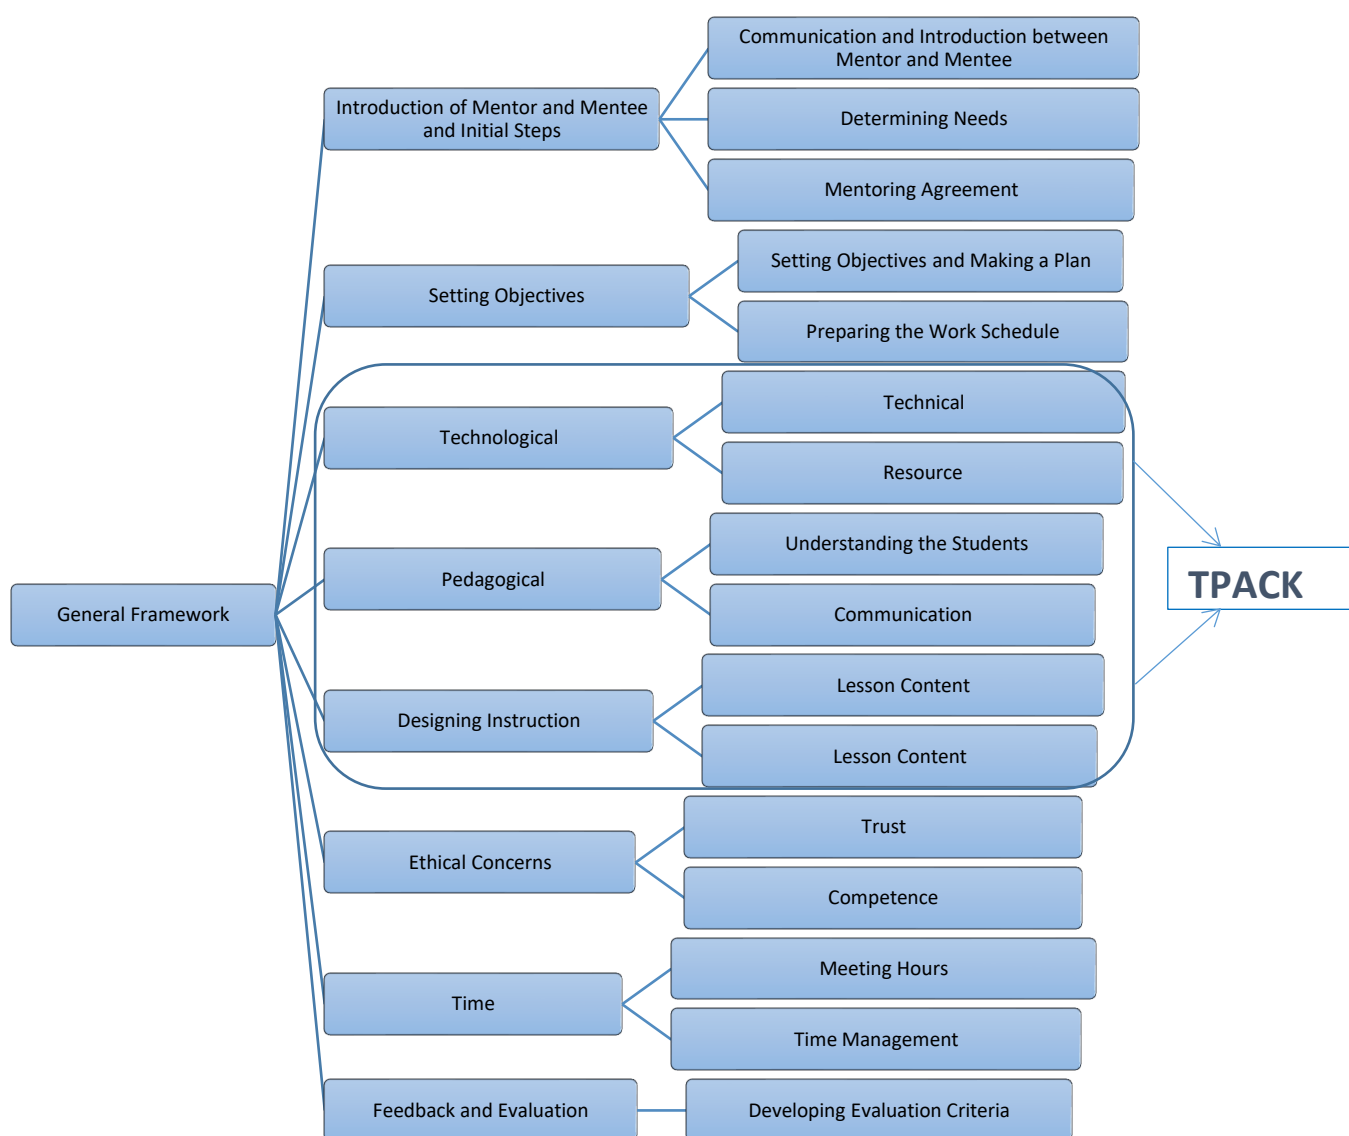 General Framework
Introduction of Mentor and Mentee
and Initial Steps
Communication and Introduction between
Mentor and Mentee
Determining Needs
Mentoring Agreement
Setting Objectives
Setting Objectives and Making a Plan
Preparing the Work Schedule
Technological
Technical
Resource
Pedagogical
Understanding the Students
Communication
Designing Instruction
Lesson Content
Lesson Content
TPACK
Ethical Concerns
Trust
Competence
Time
Meeting Hours
Time Management
Feedback and Evaluation
Developing Evaluation Criteria